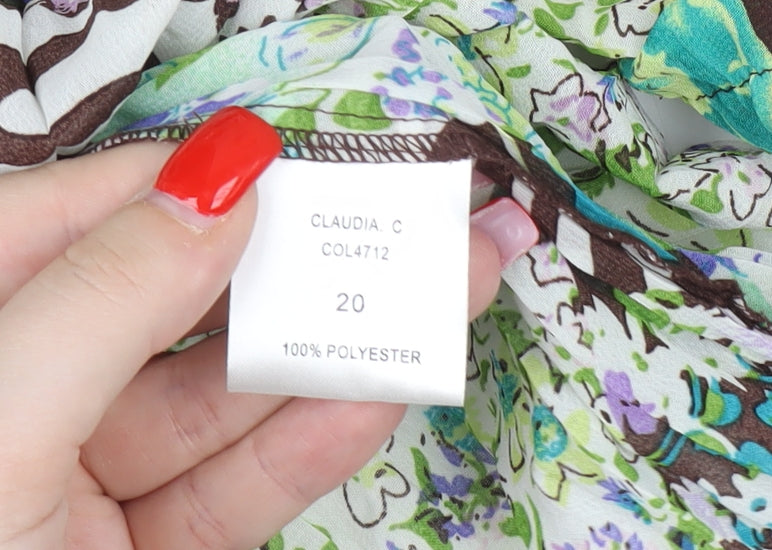 CLAUDIA. C
COL4712
20
100% POLYESTER